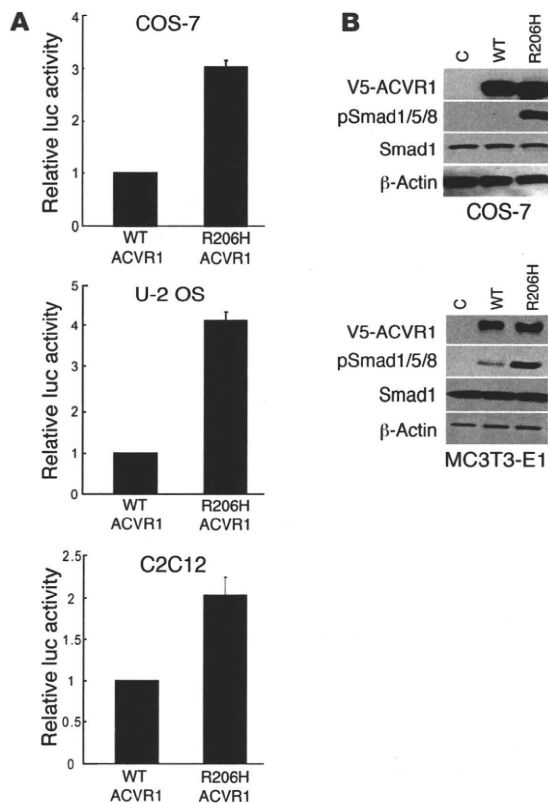 A
COS-7
Relative luc activity
4
3
2
1
0
WT
ACVR1
R206H
ACVR1
U-2 OS
Relative luc activity
5
4
3
2
1
0
WT
ACVR1
R206H
ACVR1
C2C12
Relative luc activity
2.5
2
1.5
1
0.5
0
WT
ACVR1
R206H
ACVR1
B
C
WT
R206H
V5-ACVR1
pSmad1/5/8
Smad1
β-Actin
COS-7
C
WT
R206H
V5-ACVR1
pSmad1/5/8
Smad1
β-Actin
MC3T3-E1